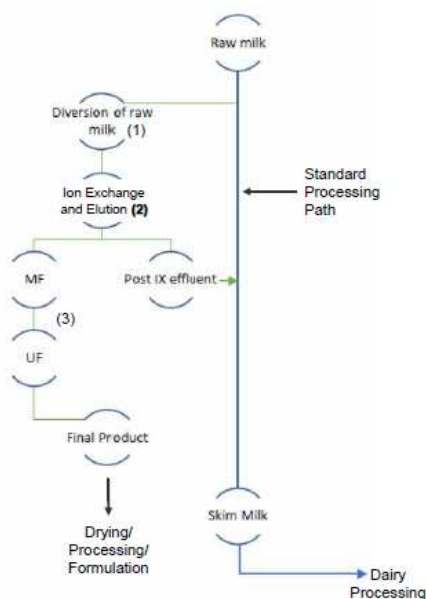 Raw milk
Diversion of raw
milk (1)
Standard
Processing
Path
Ion Exchange
and Elution (2)
MF
Post IX effluent
(3)
UF
Final Product
Skim Milk
Drying/
Processing/
Formulation
Dairy
Processing